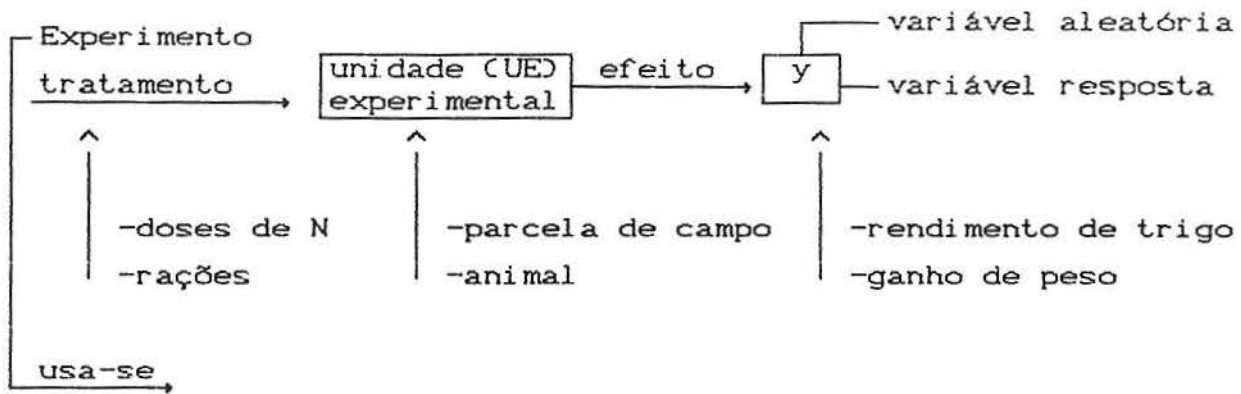 variável aleatória
Experimento
tratamento
unidade (UE)
experimental
efeito
y
variável resposta
-doses de N
-rações
-parcela de campo
-animal
-rendimento de trigo
-ganho de peso
usa-se